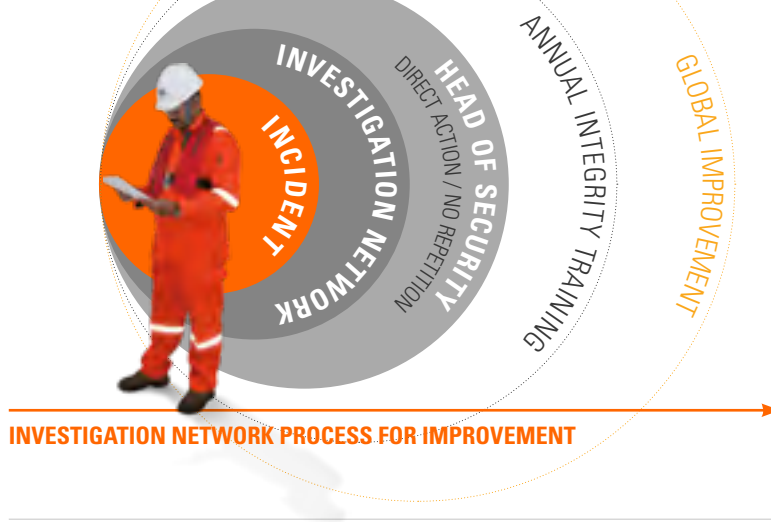 INCIDENT
INVESTIGATION NETWORK
HEAD OF SECURITY
DIRECT ACTION / NO REPETITION
ANNUAL INTEGRITY TRAINING
GLOBAL IMPROVEMENT
INVESTIGATION NETWORK PROCESS FOR IMPROVEMENT